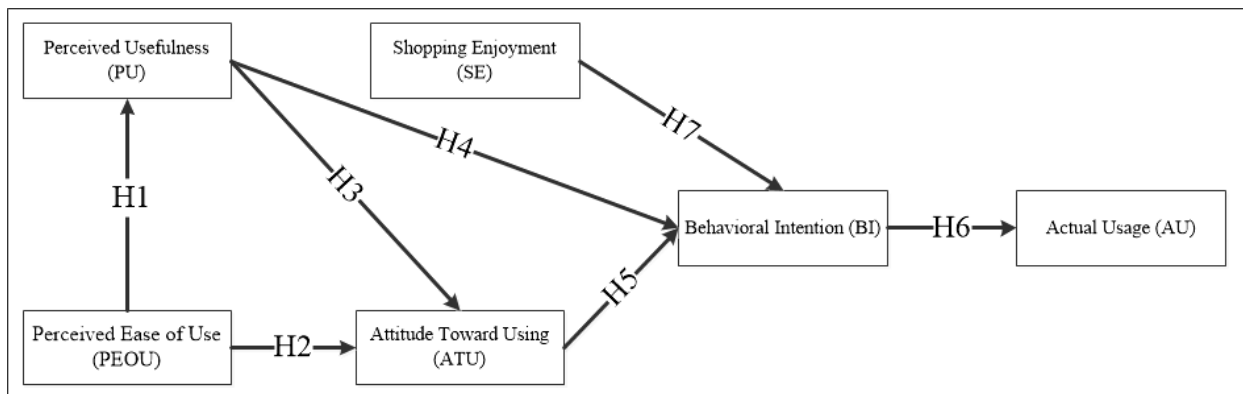 Perceived Usefulness
(PU)
Shopping Enjoyment
(SE)
H7
H4
H3
H1
Behavioral Intention (BI)
H6
Actual Usage (AU)
H5
Perceived Ease of Use
(PEOU)
H2
Attitude Toward Using
(ATU)